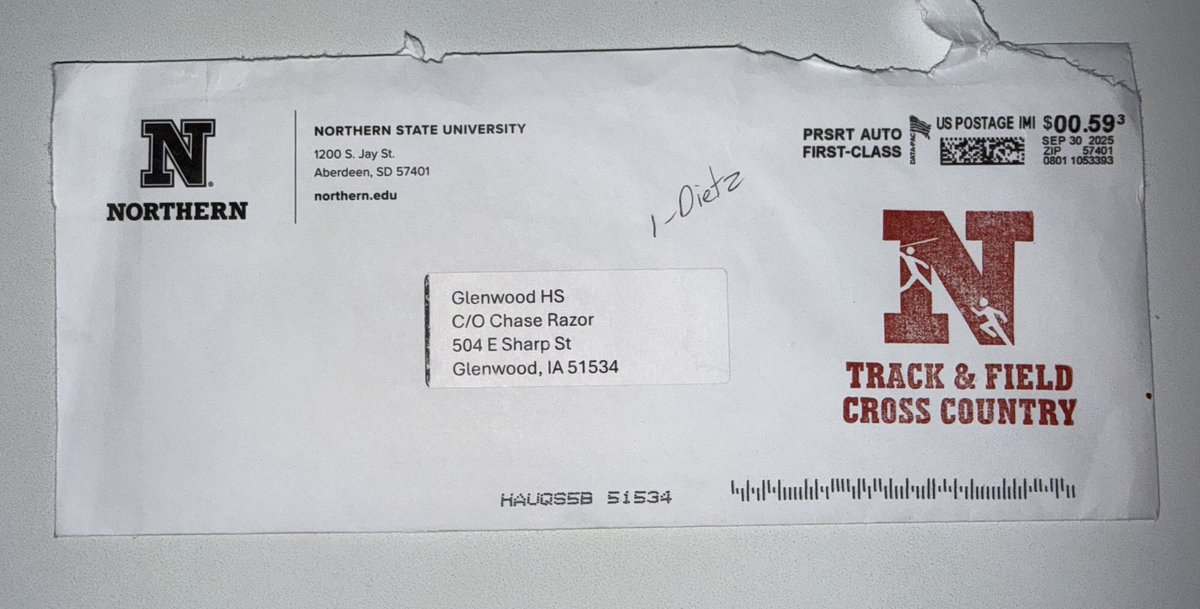 N
NORTHERN
NORTHERN STATE UNIVERSITY
1200 S. Jay St.
Aberdeen, SD 57401
northern.edu
PRSRT AUTO
FIRST-CLASS
DATA-PAC
US POSTAGE IMI $00.59³
SEP 30 2025
ZIP 57401
0801 1053393
1-Dietz
Glenwood HS
C/O Chase Razor
504 E Sharp St
Glenwood, IA 51534
N
TRACK & FIELD
CROSS COUNTRY
HAUQS5B 51534